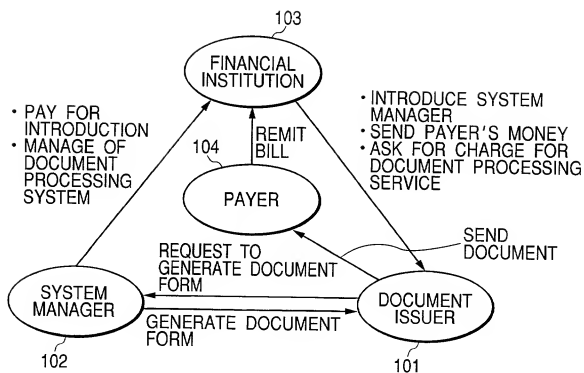 103
FINANCIAL
INSTITUTION
• PAY FOR
INTRODUCTION
• MANAGE OF
DOCUMENT
PROCESSING
SYSTEM
• INTRODUCE SYSTEM
MANAGER
• SEND PAYER'S MONEY
• ASK FOR CHARGE FOR
DOCUMENT PROCESSING
SERVICE
REMIT
BILL
104
PAYER
SEND
DOCUMENT
REQUEST TO
GENERATE DOCUMENT
FORM
SYSTEM
MANAGER
102
GENERATE DOCUMENT
FORM
DOCUMENT
ISSUER
101